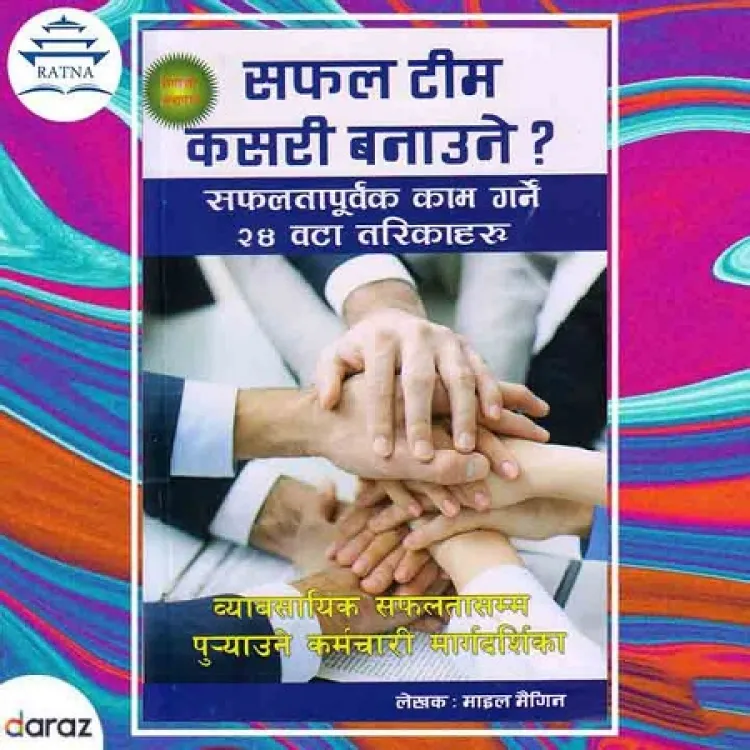 RATNA
सफल टीम
कसरी बनाउने ?
सफलतापूर्वक काम गर्ने
२४ वटा तरिकाहरु
व्याबसायिक सफलतासम्म
पुऱ्याउने कर्मचारी मार्गदर्शिका
लेखक : माइल मैगिन
daraz